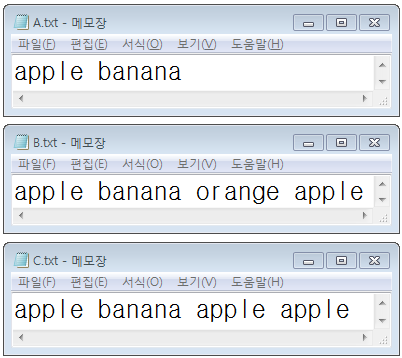 A.txt - 메모장
파일(F) 편집(E) 서식(O) 보기(V) 도움말(H)
apple banana
B.txt - 메모장
파일(F) 편집(E) 서식(O) 보기(V) 도움말(H)
apple banana orange apple
C.txt - 메모장
파일(F) 편집(E) 서식(O) 보기(V) 도움말(H)
apple banana apple apple